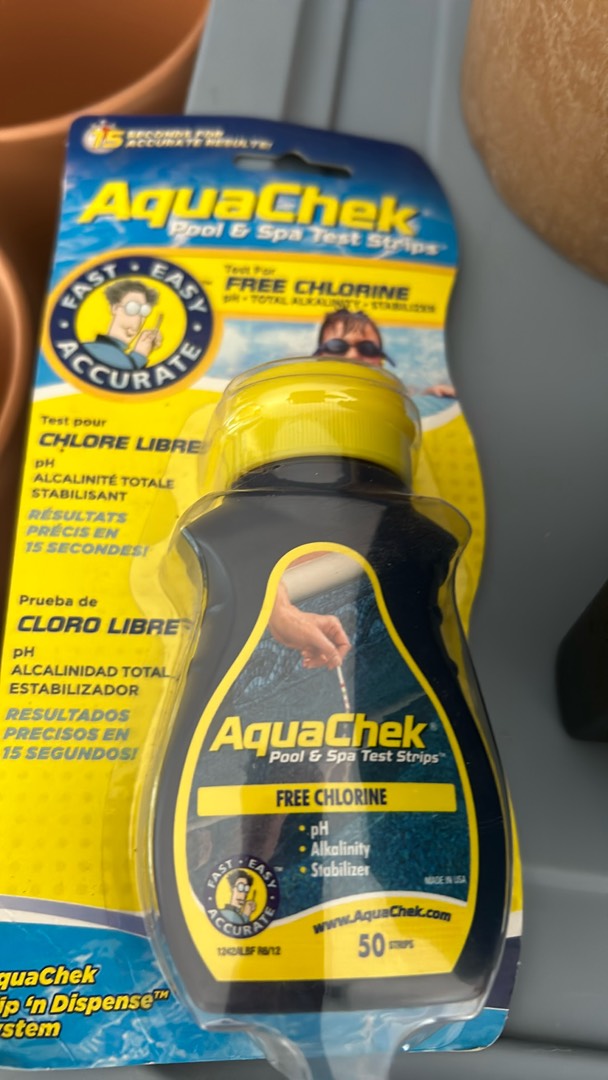 15 SECONDS FOR
ACCURATE RESULTS!
AquaChek®
Pool & Spa Test Strips™
FAST • EASY
ACCURATE
Test For
FREE CHLORINE
pH • TOTAL ALKALINITY • STABILIZER
Test pour
CHLORE LIBRE
pH
ALCALINITÉ TOTALE
STABILISANT
RÉSULTATS
PRÉCIS EN
15 SECONDES!
Prueba de
CLORO LIBRE
pH
ALCALINIDAD TOTAL
ESTABILIZADOR
RESULTADOS
PRECISOS EN
15 SEGUNDOS!
AquaChek®
Pool & Spa Test Strips™
FREE CHLORINE
• pH
• Alkalinity
• Stabilizer
MADE IN USA
FAST • EASY
ACCURATE
www.AquaChek.com
50 STRIPS
quaChek
ip 'n Dispense™
ystem